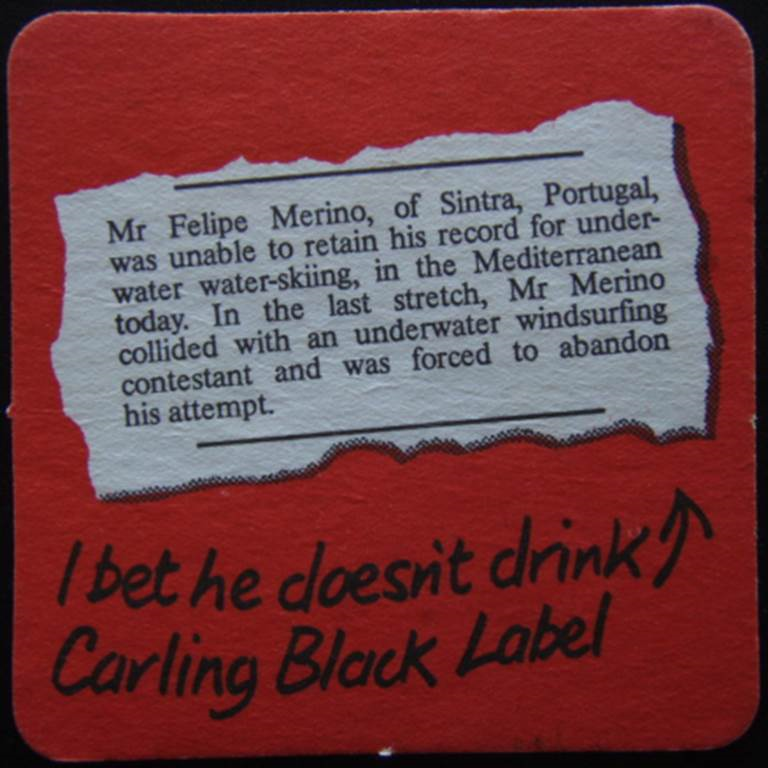 Mr Felipe Merino, of Sintra, Portugal,
was unable to retain his record for under-
water water-skiing, in the Mediterranean
today. In the last stretch, Mr Merino
collided with an underwater windsurfing
contestant and was forced to abandon
his attempt.
I bet he doesn't drink
Carling Black Label